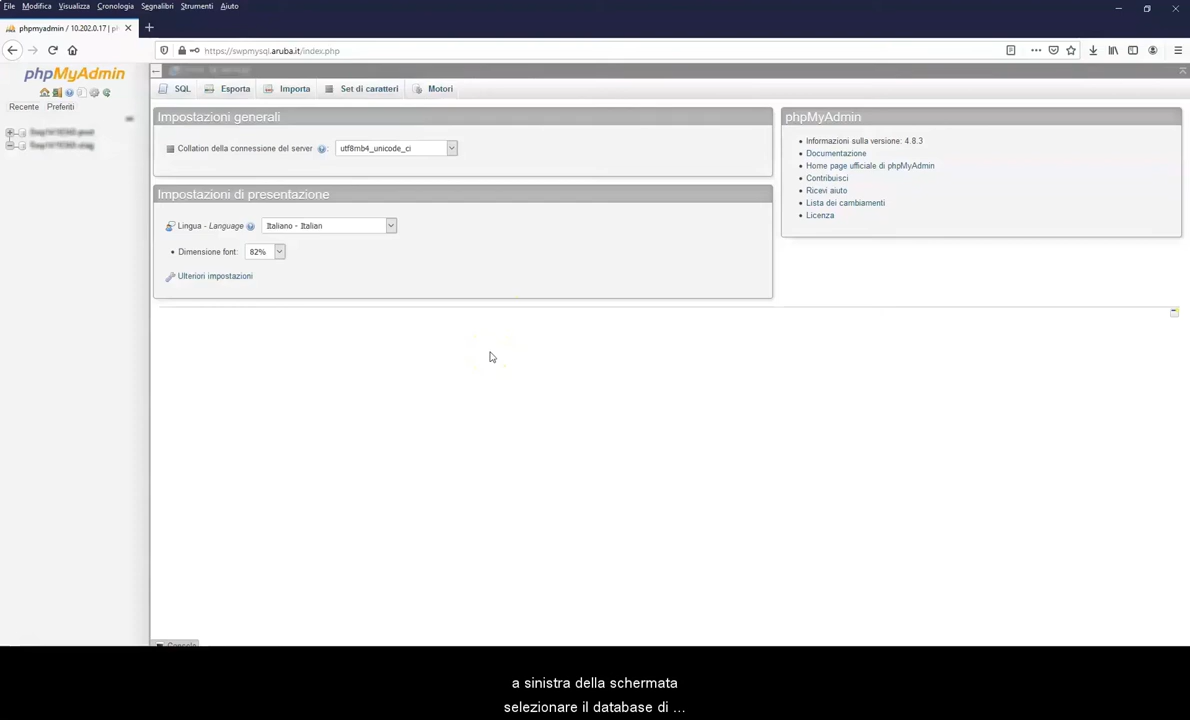 File Modifica Visualizza Cronologia Segnalibri Strumenti Aiuto
phpmyadmin / 10.202.0.17 | p
https://swpmysql.aruba.it/index.php
phpMyAdmin
Recente Preferiti
SQL Esporta Importa Set di caratteri Motori
Impostazioni generali
Collation della connessione del server : utf8mb4_unicode_ci
Impostazioni di presentazione
Lingua - Language Italiano - Italian
Dimensione font: 82%
Ulteriori impostazioni
phpMyAdmin
Informazioni sulla versione: 4.8.3
Documentazione
Home page ufficiale di phpMyAdmin
Contribuisci
Ricevi aiuto
Lista dei cambiamenti
Licenza
Console
a sinistra della schermata
selezionare il database di ...